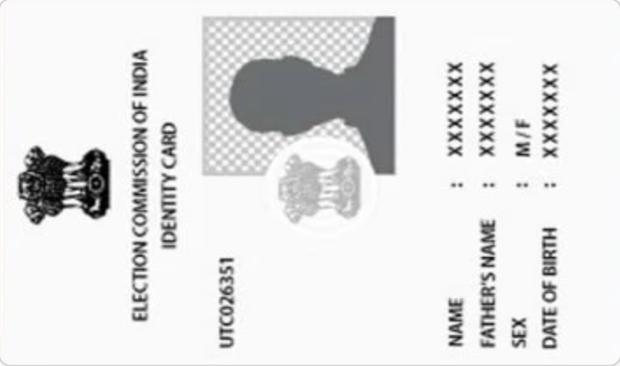 ELECTION COMMISSION OF INDIA
IDENTITY CARD
UTC026351
NAME : XXXXXXX
FATHER'S NAME : XXXXXXX
SEX : M / F
DATE OF BIRTH : XXXXXXX